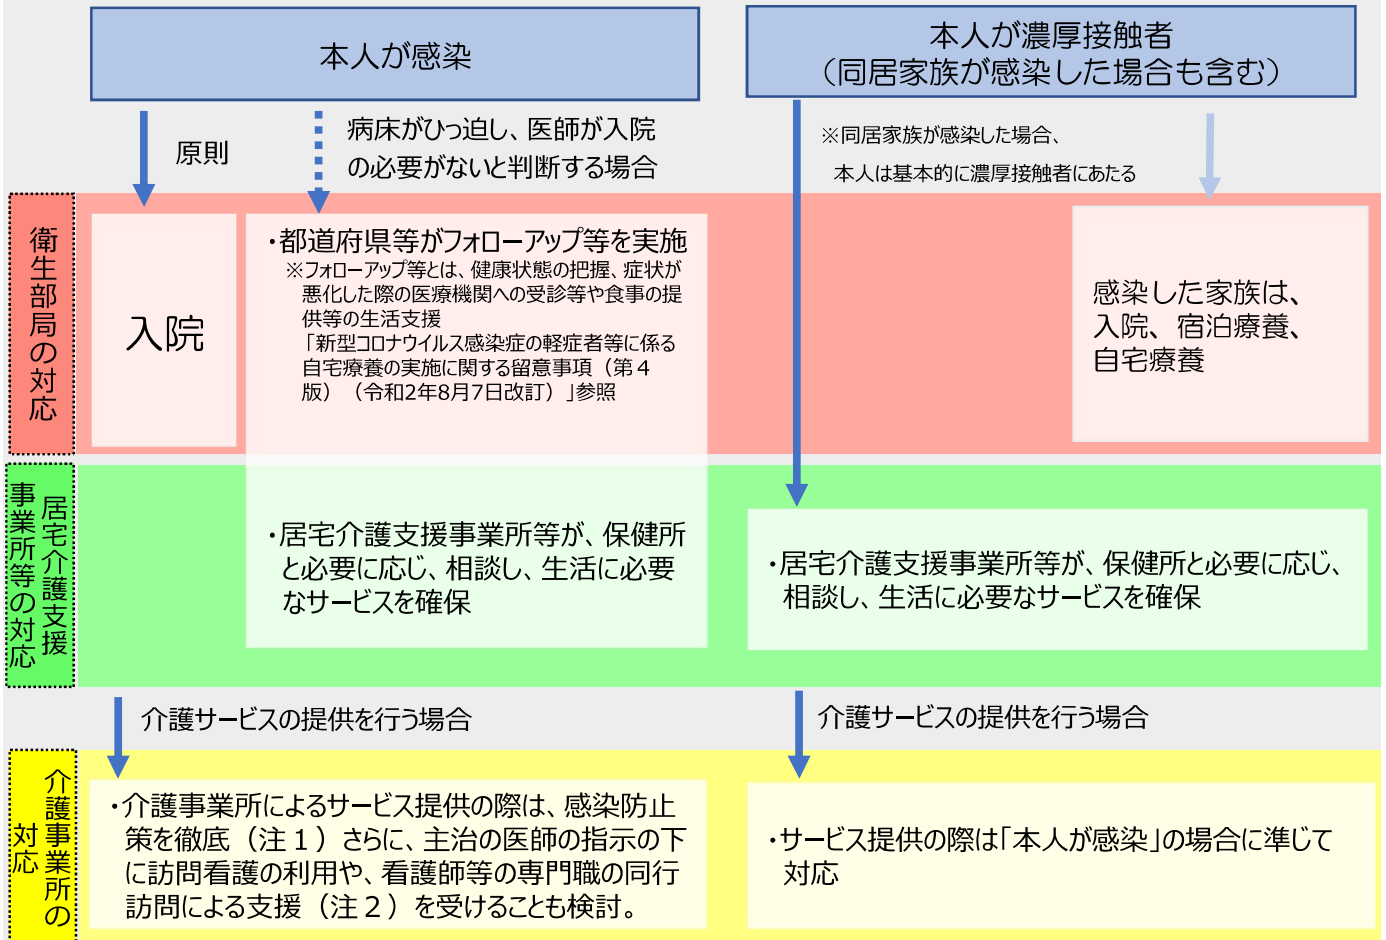 本人が感染
本人が濃厚接触者
（同居家族が感染した場合も含む）
原則
病床がひっ迫し、医師が入院
の必要がないと判断する場合
※同居家族が感染した場合、
本人は基本的に濃厚接触者にあたる
衛生部局の対応
入院
・都道府県等がフォローアップ等を実施
※フォローアップ等とは、健康状態の把握、症状が
悪化した際の医療機関への受診等や食事の提
供等の生活支援
「新型コロナウイルス感染症の軽症者等に係る
自宅療養の実施に関する留意事項（第４
版）（令和2年8月7日改訂）」参照
感染した家族は、
入院、宿泊療養、
自宅療養
居宅介護支援
事業所等の対応
・居宅介護支援事業所等が、保健所
と必要に応じ、相談し、生活に必要
なサービスを確保
・居宅介護支援事業所等が、保健所と必要に応じ、
相談し、生活に必要なサービスを確保
介護サービスの提供を行う場合
介護サービスの提供を行う場合
介護事業所の
対応
・介護事業所によるサービス提供の際は、感染防止
策を徹底（注１）さらに、主治の医師の指示の下
に訪問看護の利用や、看護師等の専門職の同行
訪問による支援（注２）を受けることも検討。
・サービス提供の際は「本人が感染」の場合に準じて
対応